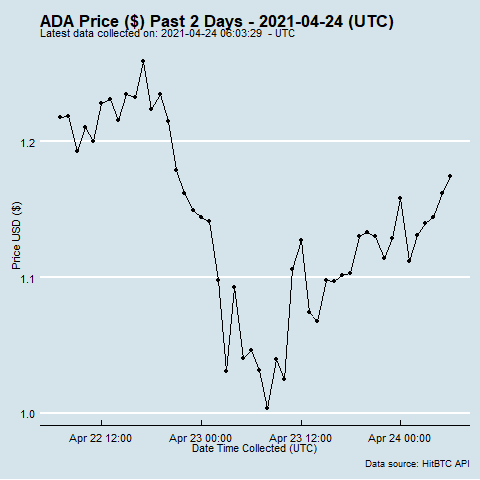 ADA Price ($) Past 2 Days - 2021-04-24 (UTC)
Latest data collected on: 2021-04-24 06:03:29 - UTC
1.2
1.1
1.0
Price USD ($)
Apr 22 12:00
Apr 23 00:00
Apr 23 12:00
Apr 24 00:00
Date Time Collected (UTC)
Data source: HitBTC API